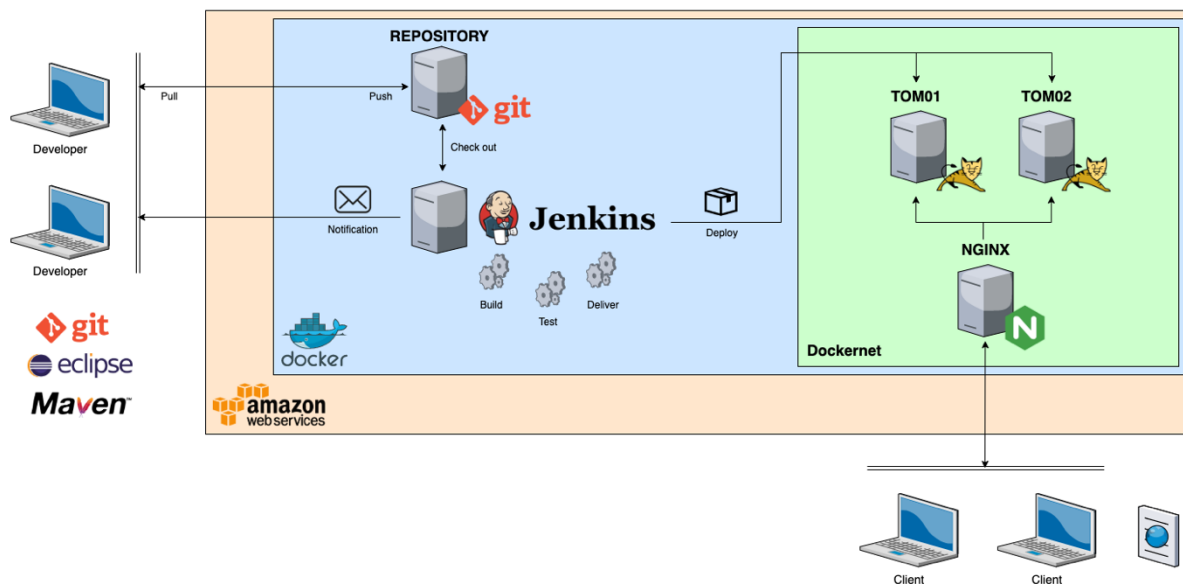 REPOSITORY
git
Pull
Push
Developer
Check out
Developer
Notification
Jenkins
Build
Test
Deliver
Deploy
TOM01
TOM02
NGINX
N
Dockernet
docker
amazon
web services
git
eclipse
Maven™
Client
Client